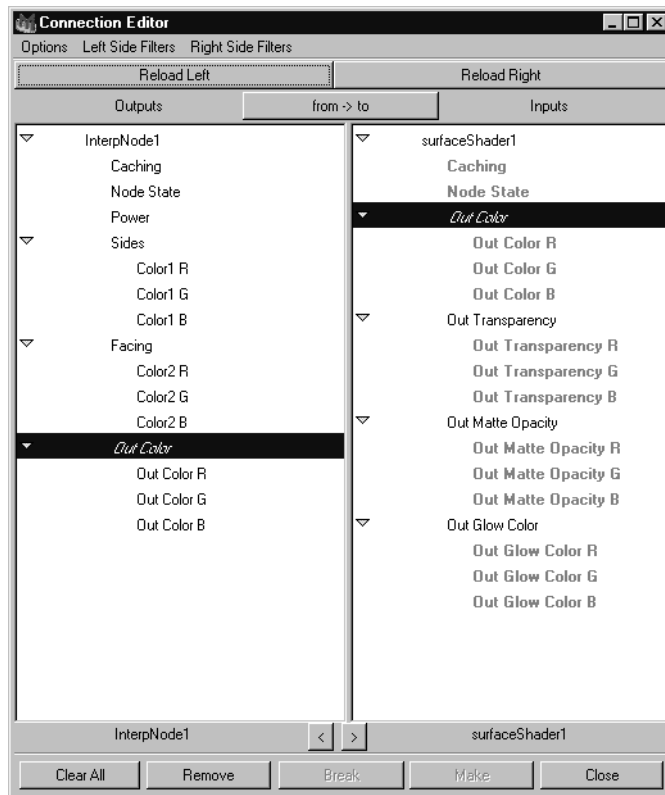 Connection Editor
Options Left Side Filters Right Side Filters
Reload Left Reload Right
Outputs from -> to Inputs
InterpNode1
Caching
Node State
Power
Sides
Color1 R
Color1 G
Color1 B
Facing
Color2 R
Color2 G
Color2 B
Out Color
Out Color R
Out Color G
Out Color B
surfaceShader1
Caching
Node State
Out Color
Out Color R
Out Color G
Out Color B
Out Transparency
Out Transparency R
Out Transparency G
Out Transparency B
Out Matte Opacity
Out Matte Opacity R
Out Matte Opacity G
Out Matte Opacity B
Out Glow Color
Out Glow Color R
Out Glow Color G
Out Glow Color B
InterpNode1 < > surfaceShader1
Clear All Remove Break Make Close